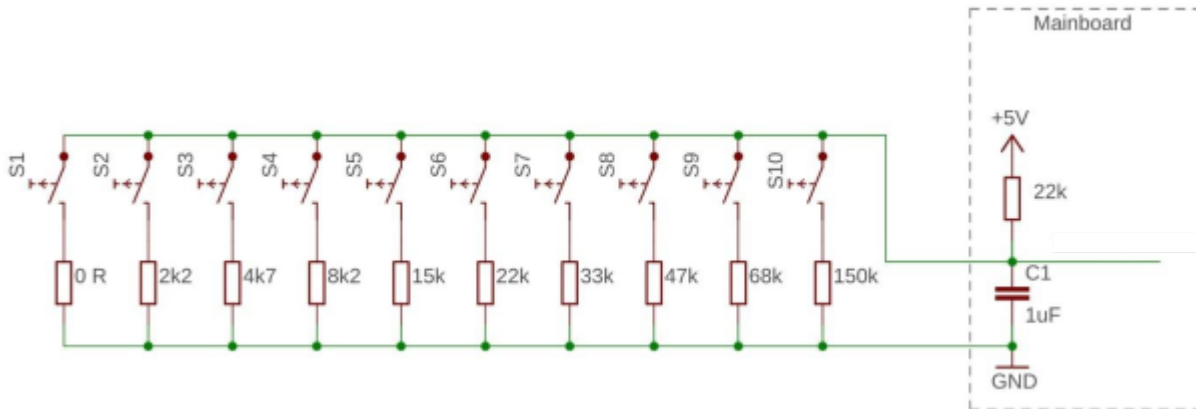 Mainboard
+5V
S1 S2 S3 S4 S5 S6 S7 S8 S9 S10
22k
0 R 2k2 4k7 8k2 15k 22k 33k 47k 68k 150k
C1
1uF
GND